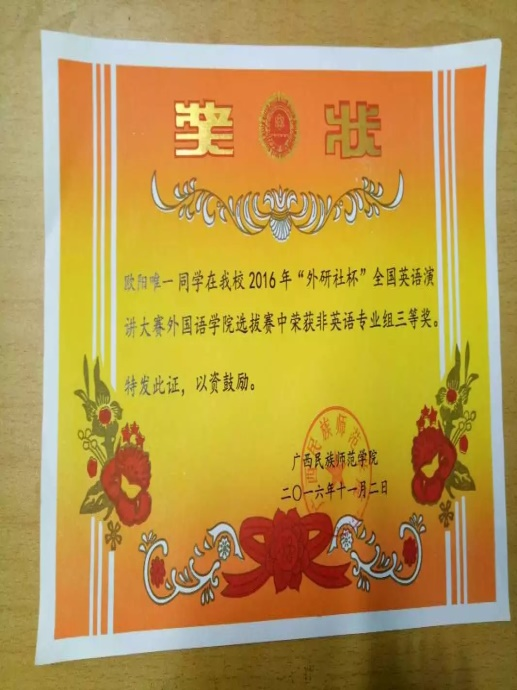 奖状
欧阳唯一同学在我校2016年“外研社杯”全国英语演
讲大赛外国语学院选拔赛中荣获非英语专业组三等奖。
特发此证，以资鼓励。
广西民族师范学院
二〇一六年十一月二日